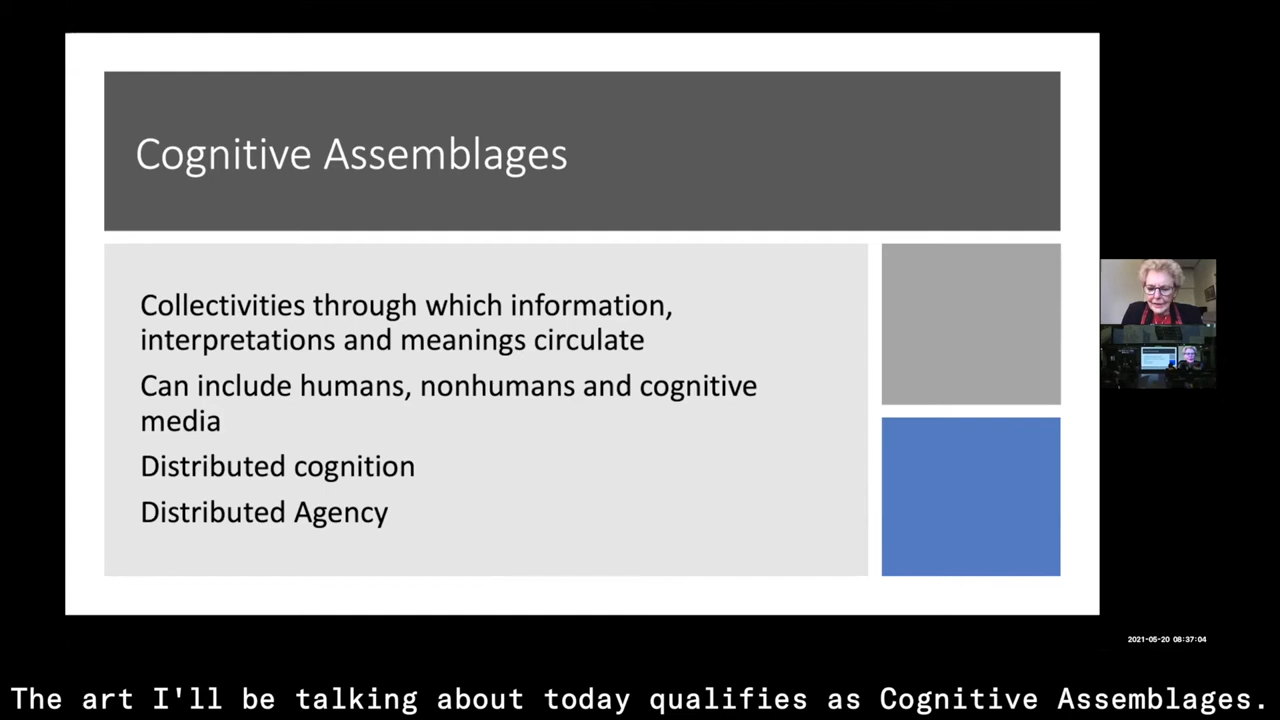 Cognitive Assemblages
Collectivities through which information,
interpretations and meanings circulate
Can include humans, nonhumans and cognitive
media
Distributed cognition
Distributed Agency
2021-05-20 08:37:04
The art I'll be talking about today qualifies as Cognitive Assemblages.